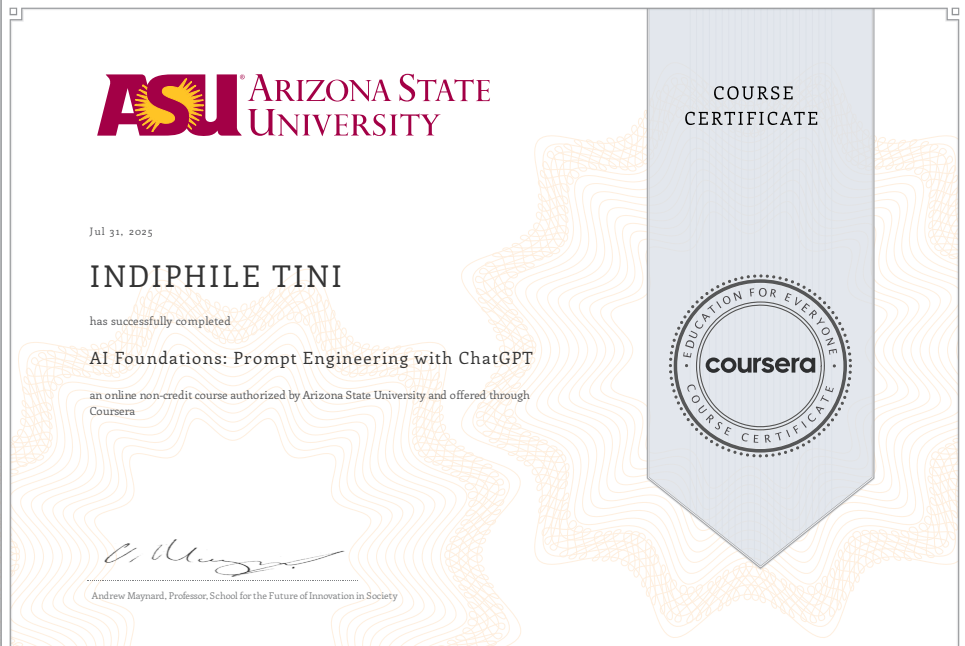 ASU® ARIZONA STATE
UNIVERSITY
COURSE
CERTIFICATE
Jul 31, 2025
INDIPHILE TINI
has successfully completed
AI Foundations: Prompt Engineering with ChatGPT
an online non-credit course authorized by Arizona State University and offered through
Coursera
EDUCATION FOR EVERYONE
coursera
COURSE CERTIFICATE
Andrew Maynard, Professor, School for the Future of Innovation in Society